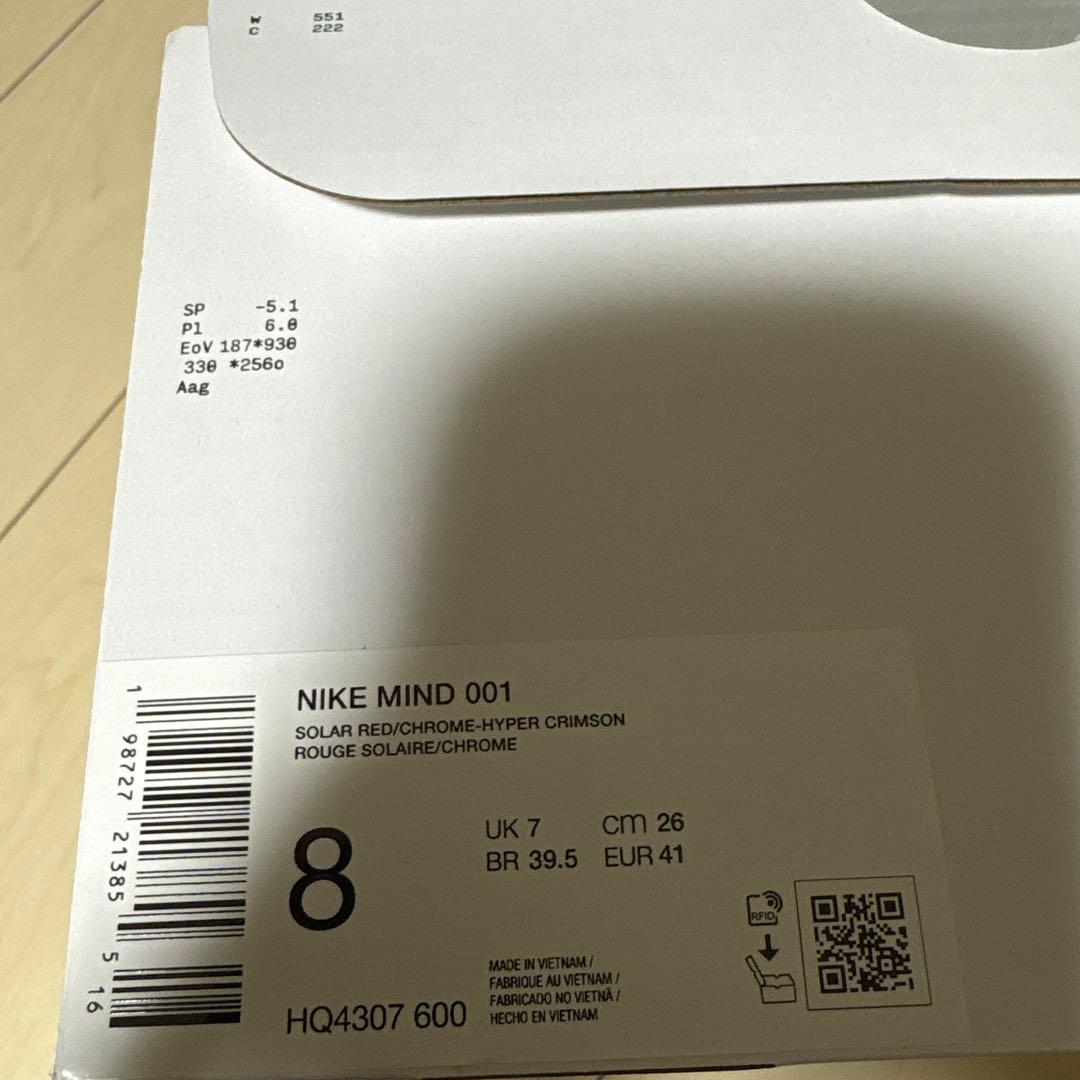 W 551
C 222
SP -5.1
Pl 6.0
EoV 187*930
330 *256o
Aag
NIKE MIND 001
SOLAR RED/CHROME-HYPER CRIMSON
ROUGE SOLAIRE/CHROME
8
UK 7 cm 26
BR 39.5 EUR 41
RFID
MADE IN VIETNAM /
FABRIQUE AU VIETNAM /
FABRICADO NO VIETNÃ /
HECHO EN VIETNAM
HQ4307 600
1 98727 21385 5 16